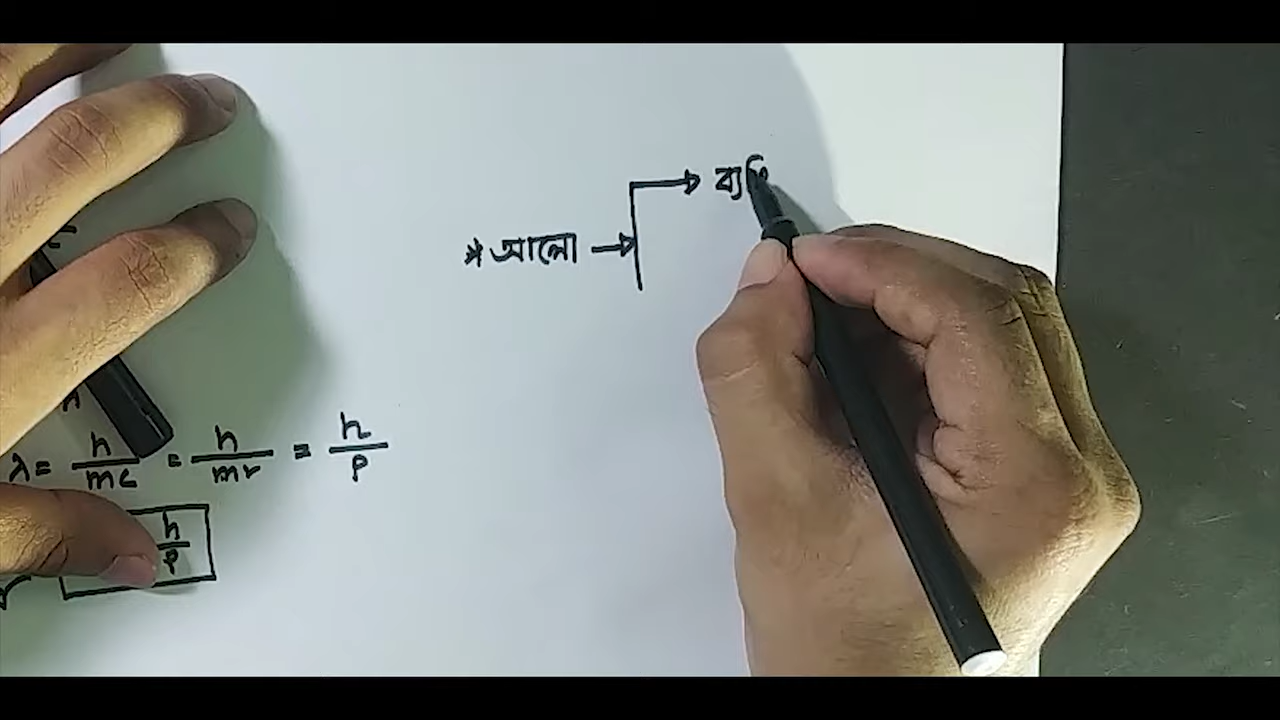 * আলো →
λ = h/mc = h/mv = h/p
h/p